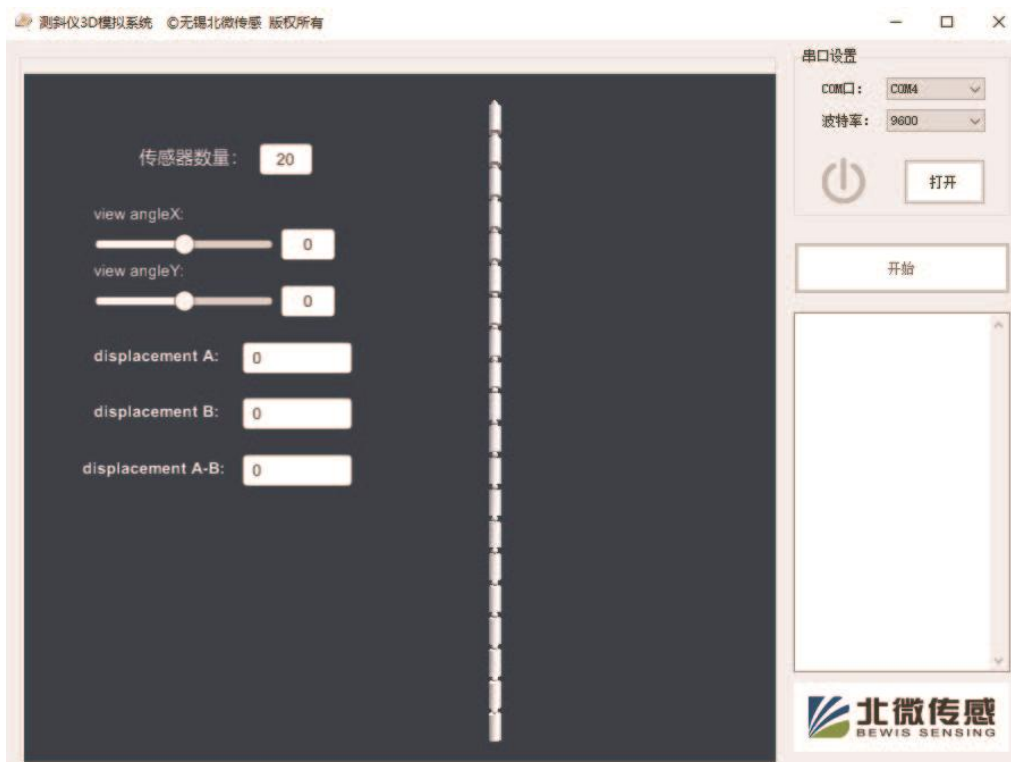 测斜仪3D模拟系统 ©无锡北微传感 版权所有
串口设置
COM口: COM4
波特率: 9600
打开
开始
传感器数量: 20
view angleX:
0
view angleY:
0
displacement A: 0
displacement B: 0
displacement A-B: 0
北微传感
BEWIS SENSING